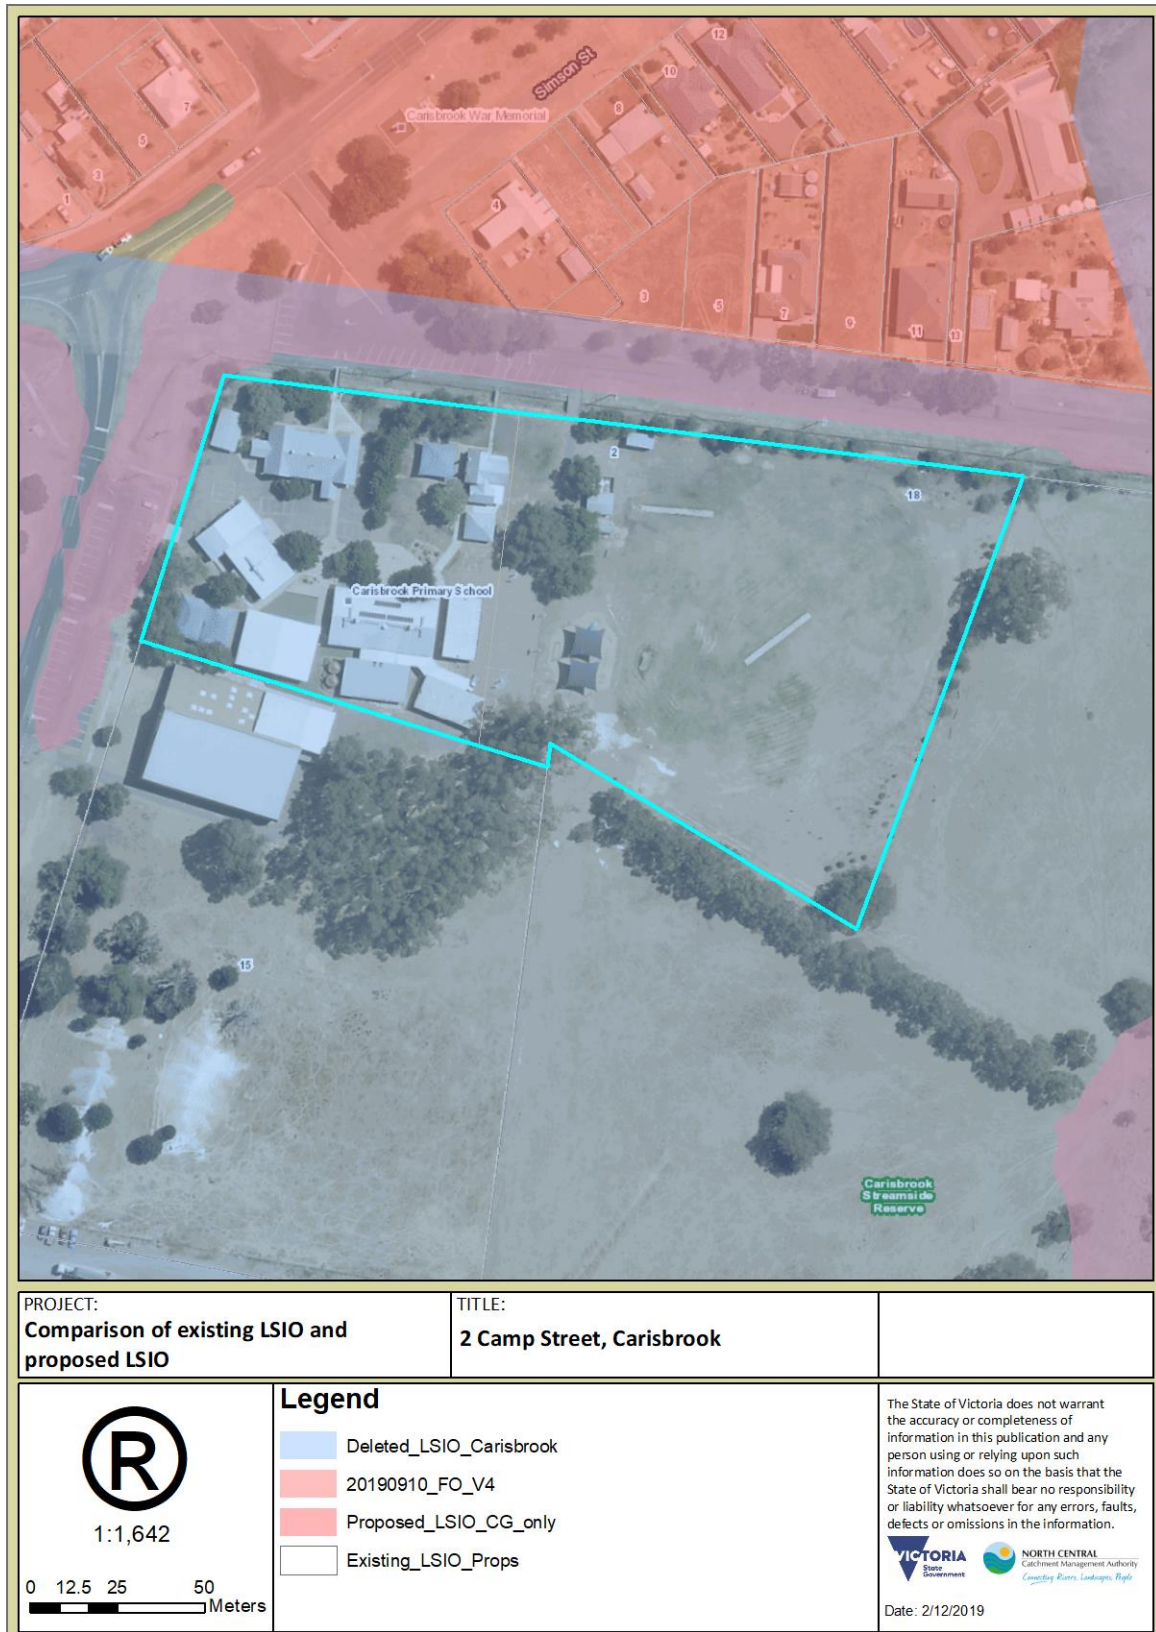 12
Simson St
10
Carisbrook War Memorial
8
7
5
3
1
4
3
5
7
9
11
13
2
18
Carisbrook Primary School
15
Carisbrook
Streamside
Reserve
PROJECT:
Comparison of existing LSIO and
proposed LSIO
TITLE:
2 Camp Street, Carisbrook
R
1:1,642
0 12.5 25 50
Meters
Legend
Deleted_LSIO_Carisbrook
20190910_FO_V4
Proposed_LSIO_CG_only
Existing_LSIO_Props
The State of Victoria does not warrant
the accuracy or completeness of
information in this publication and any
person using or relying upon such
information does so on the basis that the
State of Victoria shall bear no responsibility
or liability whatsoever for any errors, faults,
defects or omissions in the information.
VICTORIA
State
Government
NORTH CENTRAL
Catchment Management Authority
Connecting Rivers, Landscapes, People
Date: 2/12/2019